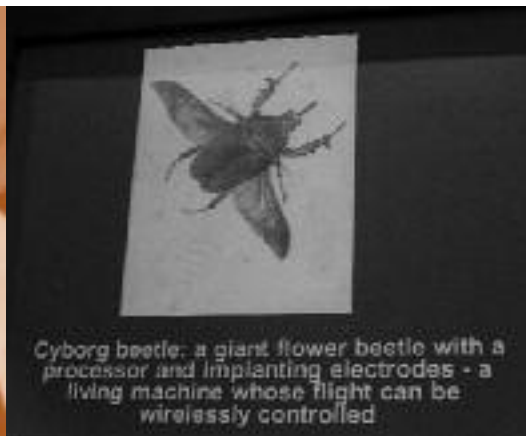 Cyborg beetle: a giant flower beetle with a
processor and implanting electrodes - a
living machine whose flight can be
wirelessly controlled